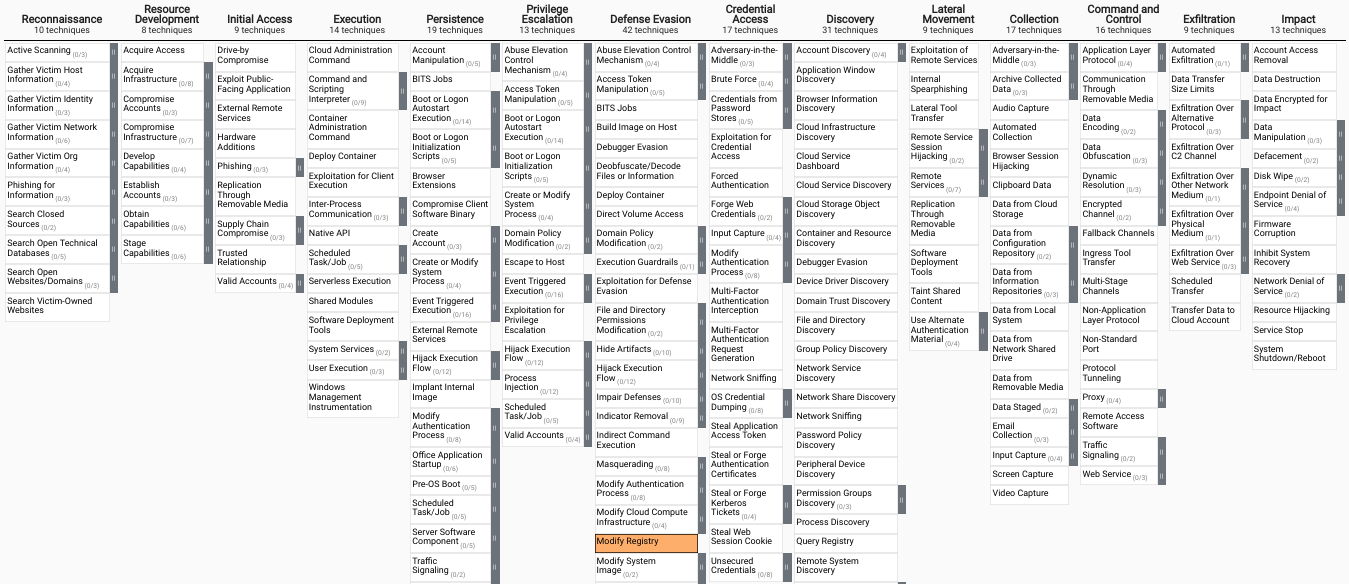 Reconnaissance
10 techniques
Active Scanning (0/3)
Gather Victim Host
Information (0/4)
Gather Victim Identity
Information (0/3)
Gather Victim Network
Information (0/6)
Gather Victim Org
Information (0/4)
Phishing for
Information (0/3)
Search Closed
Sources (0/2)
Search Open Technical
Databases (0/5)
Search Open
Websites/Domains (0/3)
Search Victim-Owned
Websites
Resource
Development
8 techniques
Acquire Access
Acquire
Infrastructure (0/8)
Compromise
Accounts (0/3)
Compromise
Infrastructure (0/7)
Develop
Capabilities (0/4)
Establish
Accounts (0/3)
Obtain
Capabilities (0/6)
Stage
Capabilities (0/6)
Initial Access
9 techniques
Drive-by
Compromise
Exploit Public-
Facing Application
External Remote
Services
Hardware
Additions
Phishing (0/3)
Replication
Through
Removable Media
Supply Chain
Compromise (0/3)
Trusted
Relationship
Valid Accounts (0/4)
Execution
14 techniques
Cloud Administration
Command
Command and
Scripting
Interpreter (0/9)
Container
Administration
Command
Deploy Container
Exploitation for Client
Execution
Inter-Process
Communication (0/3)
Native API
Scheduled
Task/Job (0/5)
Serverless Execution
Shared Modules
Software Deployment
Tools
System Services (0/2)
User Execution (0/3)
Windows
Management
Instrumentation
Persistence
19 techniques
Account
Manipulation (0/5)
BITS Jobs
Boot or Logon
Autostart
Execution (0/14)
Boot or Logon
Initialization
Scripts (0/5)
Browser
Extensions
Compromise Client
Software Binary
Create
Account (0/3)
Create or Modify
System
Process (0/4)
Event Triggered
Execution (0/16)
External Remote
Services
Hijack Execution
Flow (0/12)
Implant Internal
Image
Modify
Authentication
Process (0/8)
Office Application
Startup (0/6)
Pre-OS Boot (0/5)
Scheduled
Task/Job (0/5)
Server Software
Component (0/5)
Traffic
Signaling (0/2)
Privilege
Escalation
13 techniques
Abuse Elevation
Control
Mechanism (0/4)
Access Token
Manipulation (0/5)
Boot or Logon
Autostart
Execution (0/14)
Boot or Logon
Initialization
Scripts (0/5)
Create or Modify
System
Process (0/4)
Domain Policy
Modification (0/2)
Escape to Host
Event Triggered
Execution (0/16)
Exploitation for
Privilege
Escalation
Hijack Execution
Flow (0/12)
Process
Injection (0/12)
Scheduled
Task/Job (0/5)
Valid Accounts (0/4)
Defense Evasion
42 techniques
Abuse Elevation Control
Mechanism (0/4)
Access Token
Manipulation (0/5)
BITS Jobs
Build Image on Host
Debugger Evasion
Deobfuscate/Decode
Files or Information
Deploy Container
Direct Volume Access
Domain Policy
Modification (0/2)
Execution Guardrails (0/1)
Exploitation for Defense
Evasion
File and Directory
Permissions
Modification (0/2)
Hide Artifacts (0/10)
Hijack Execution
Flow (0/12)
Impair Defenses (0/10)
Indicator Removal (0/9)
Indirect Command
Execution
Masquerading (0/8)
Modify Authentication
Process (0/8)
Modify Cloud Compute
Infrastructure (0/4)
Modify Registry
Modify System
Image (0/2)
Credential
Access
17 techniques
Adversary-in-the-
Middle (0/3)
Brute Force (0/4)
Credentials from
Password
Stores (0/5)
Exploitation for
Credential
Access
Forced
Authentication
Forge Web
Credentials (0/2)
Input Capture (0/4)
Modify
Authentication
Process (0/8)
Multi-Factor
Authentication
Interception
Multi-Factor
Authentication
Request
Generation
Network Sniffing
OS Credential
Dumping (0/8)
Steal Application
Access Token
Steal or Forge
Authentication
Certificates
Steal or Forge
Kerberos
Tickets (0/4)
Steal Web
Session Cookie
Unsecured
Credentials (0/8)
Discovery
31 techniques
Account Discovery (0/4)
Application Window
Discovery
Browser Information
Discovery
Cloud Infrastructure
Discovery
Cloud Service
Dashboard
Cloud Service Discovery
Cloud Storage Object
Discovery
Container and Resource
Discovery
Debugger Evasion
Device Driver Discovery
Domain Trust Discovery
File and Directory
Discovery
Group Policy Discovery
Network Service
Discovery
Network Share Discovery
Network Sniffing
Password Policy
Discovery
Peripheral Device
Discovery
Permission Groups
Discovery (0/3)
Process Discovery
Query Registry
Remote System
Discovery
Lateral
Movement
9 techniques
Exploitation of
Remote Services
Internal
Spearphishing
Lateral Tool
Transfer
Remote Service
Session
Hijacking (0/2)
Remote
Services (0/7)
Replication
Through
Removable
Media
Software
Deployment
Tools
Taint Shared
Content
Use Alternate
Authentication
Material (0/4)
Collection
17 techniques
Adversary-in-the-
Middle (0/3)
Archive Collected
Data (0/3)
Audio Capture
Automated
Collection
Browser Session
Hijacking
Clipboard Data
Data from Cloud
Storage
Data from
Configuration
Repository (0/2)
Data from
Information
Repositories (0/3)
Data from Local
System
Data from
Network Shared
Drive
Data from
Removable Media
Data Staged (0/2)
Email
Collection (0/3)
Input Capture (0/4)
Screen Capture
Video Capture
Command and
Control
16 techniques
Application Layer
Protocol (0/4)
Communication
Through
Removable Media
Data
Encoding (0/2)
Data
Obfuscation (0/3)
Dynamic
Resolution (0/3)
Encrypted
Channel (0/2)
Fallback Channels
Ingress Tool
Transfer
Multi-Stage
Channels
Non-Application
Layer Protocol
Non-Standard
Port
Protocol
Tunneling
Proxy (0/4)
Remote Access
Software
Traffic
Signaling (0/2)
Web Service (0/3)
Exfiltration
9 techniques
Automated
Exfiltration (0/1)
Data Transfer
Size Limits
Exfiltration Over
Alternative
Protocol (0/3)
Exfiltration Over
C2 Channel
Exfiltration Over
Other Network
Medium (0/1)
Exfiltration Over
Physical
Medium (0/1)
Exfiltration Over
Web Service (0/3)
Scheduled
Transfer
Transfer Data to
Cloud Account
Impact
13 techniques
Account Access
Removal
Data Destruction
Data Encrypted for
Impact
Data
Manipulation (0/3)
Defacement (0/2)
Disk Wipe (0/2)
Endpoint Denial of
Service (0/4)
Firmware
Corruption
Inhibit System
Recovery
Network Denial of
Service (0/2)
Resource Hijacking
Service Stop
System
Shutdown/Reboot